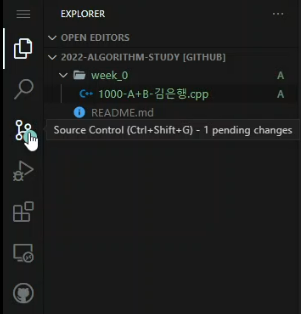 EXPLORER
OPEN EDITORS
2022-ALGORITHM-STUDY [GITHUB]
week_0 A
C++ 1000-A+B-김은행.cpp A
README.md
Source Control (Ctrl+Shift+G) - 1 pending changes